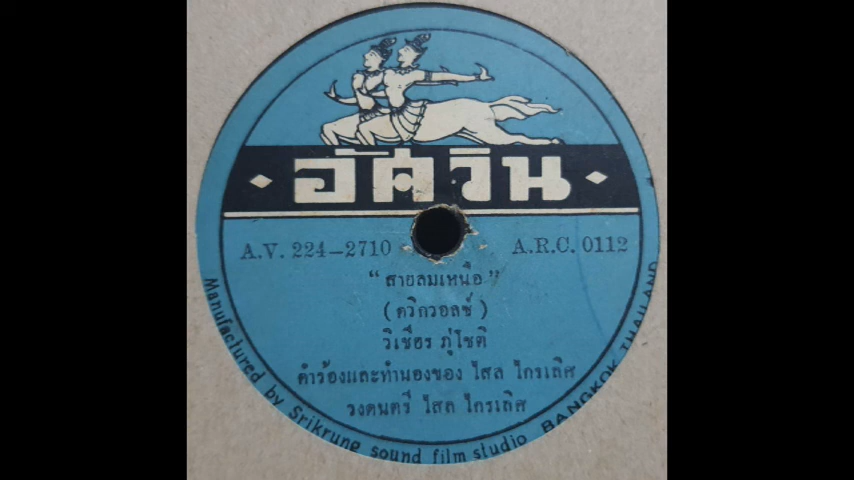 อัศวิน
A.V. 224-2710 A.R.C. 0112
"สายลมเหนือ"
(ควิกวอลซ์)
วิเชียร ภู่โชติ
คำร้องและทำนองของ ไสล ไกรเลิศ
วงดนตรี ไสล ไกรเลิศ
Manufactured by Srikrung sound film studio BANGKOK THAILAND